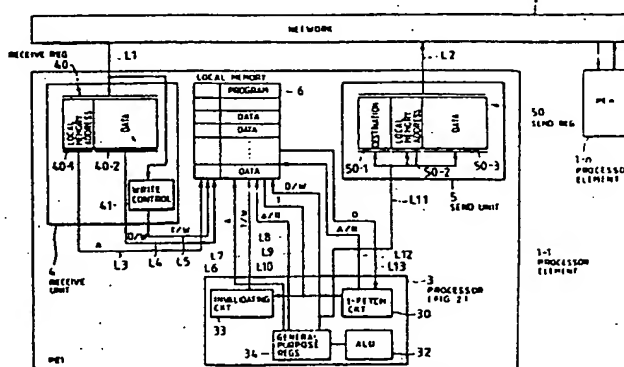 NETWORK
RECEIVE REG
40
L1
L2
LOCAL MEMORY
PROGRAM
6
DATA
DATA
DATA
LOCAL
MEMORY
ADDRESS
DATA
40-1
40-2
41
WRITE
CONTROL
DESTINATION
LOCAL
MEMORY
ADDRESS
DATA
50-1
50-2
50-3
50
SEND REG
5
SEND UNIT
PEn
1-n
PROCESSOR
ELEMENT
1-1
PROCESSOR
ELEMENT
4
RECEIVE
UNIT
A
D/W
L3
L4
L5
L6
L7
L8
L9
L10
L11
L12
L13
A
A/R
D/W
D
A/R
3
PROCESSOR
(FIG 2)
INVALIDATING
CKT
33
I-FETCH
CKT
30
GENERAL
PURPOSE
REGS
34
ALU
32
PE1